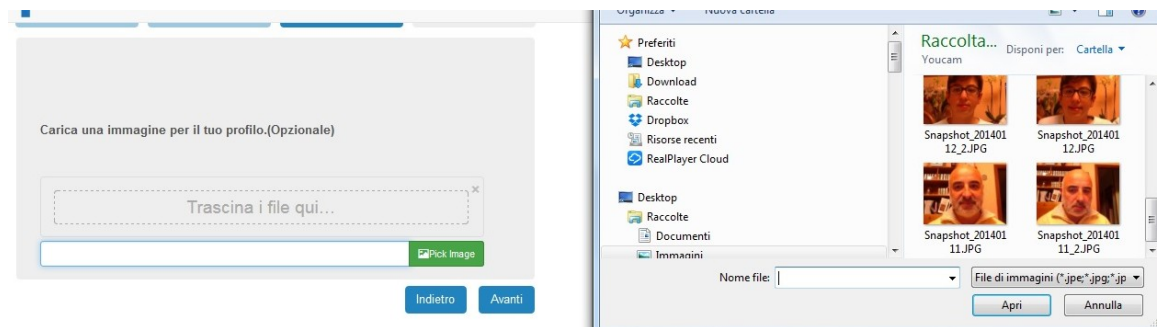 Carica una immagine per il tuo profilo.(Opzionale)
Trascina i file qui...
×
Pick Image
Indietro
Avanti
Organizza
Nuova cartella
Preferiti
Desktop
Download
Raccolte
Dropbox
Risorse recenti
RealPlayer Cloud
Desktop
Raccolte
Documenti
Immagini
Raccolta...
Disponi per: Cartella
Youcam
Snapshot_201401
12_2.JPG
Snapshot_201401
12.JPG
Snapshot_201401
11.JPG
Snapshot_201401
11_2.JPG
Nome file:
File di immagini (*.jpe;*.jpg;*.jp
Apri
Annulla